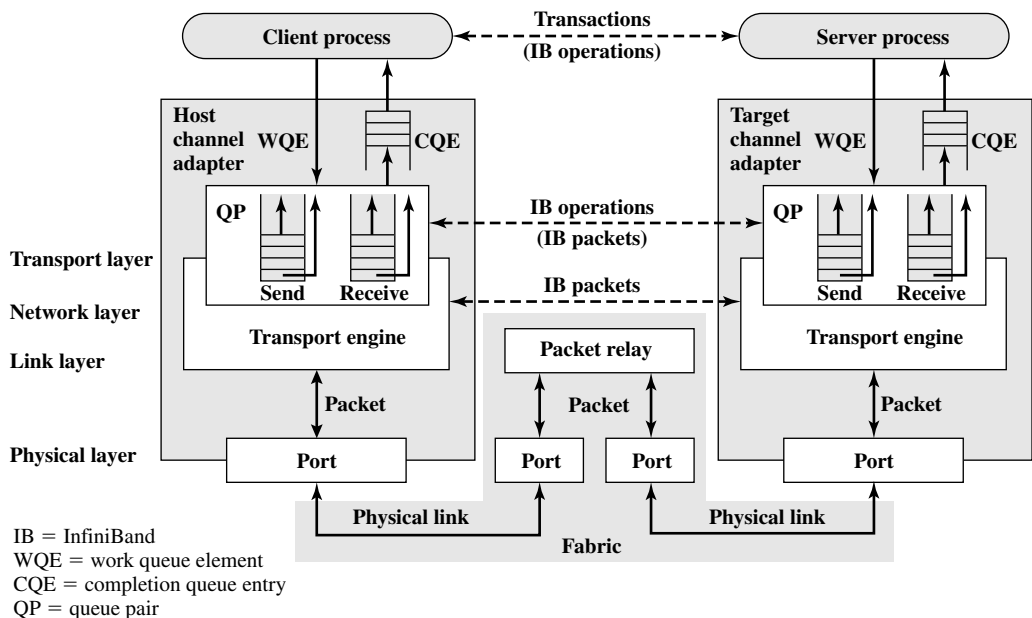 Client process
Transactions
(IB operations)
Server process
Host
channel
adapter
WQE
CQE
Target
channel
adapter
WQE
CQE
QP
Send
Receive
IB operations
(IB packets)
QP
Send
Receive
Transport layer
Network layer
Link layer
Physical layer
IB packets
Transport engine
Packet relay
Transport engine
Packet
Packet
Packet
Port
Port
Port
Port
Physical link
Physical link
Fabric
IB = InfiniBand
WQE = work queue element
CQE = completion queue entry
QP = queue pair